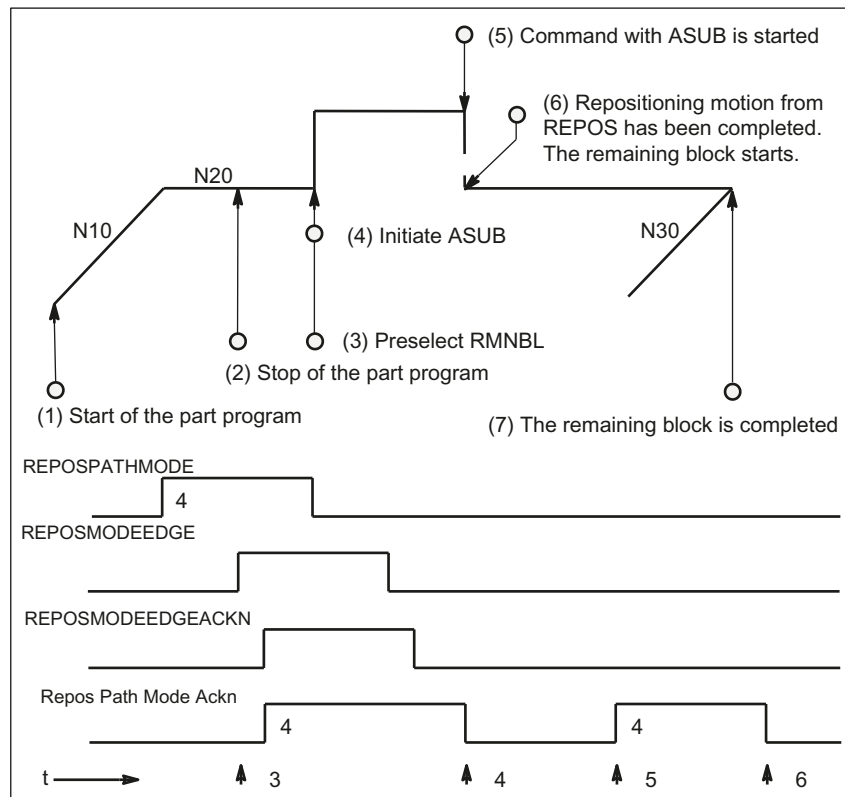 (5) Command with ASUB is started
(6) Repositioning motion from
REPOS has been completed.
The remaining block starts.
N20
N10
N30
(4) Initiate ASUB
(3) Preselect RMNBL
(2) Stop of the part program
(1) Start of the part program
(7) The remaining block is completed
REPOSPATHMODE
4
REPOSMODEEDGE
REPOSMODEEDGEACKN
Repos Path Mode Ackn
4 4
t 3 4 5 6